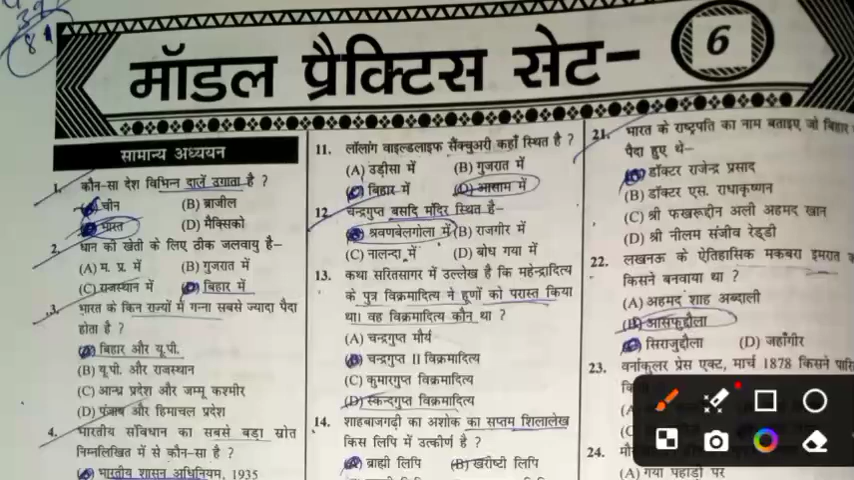 39
81
मॉडल प्रैक्टिस सेट-
6
सामान्य अध्ययन
1. कौन-सा देश विभिन्न दालें उगाता है ?
चीन (B) ब्राजील
भारत (D) मैक्सिको
2. धान की खेती के लिए ठीक जलवायु है–
(A) म. प्र. में (B) गुजरात में
(C) राजस्थान में (D) बिहार में
3. भारत के किन राज्यों में गन्ना सबसे ज्यादा पैदा
होता है ?
(A) बिहार और यू.पी.
(B) यू.पी. और राजस्थान
(C) आन्ध्र प्रदेश और जम्मू कश्मीर
(D) पंजाब और हिमाचल प्रदेश
4. भारतीय संविधान का सबसे बड़ा स्रोत
निम्नलिखित में से कौन-सा है ?
भारतीय शासन अधिनियम, 1935
11. लॉलांग वाइल्डलाइफ सैंक्चुअरी कहाँ स्थित है ?
(A) उड़ीसा में (B) गुजरात में
(C) बिहार में (D) आसाम में
12. चन्द्रगुप्त बसदि मंदिर स्थित है–
श्रवणबेलगोला में (B) राजगीर में
(C) नालन्दा में (D) बोध गया में
13. कथा सरितसागर में उल्लेख है कि महेन्द्रादित्य
के पुत्र विक्रमादित्य ने हूणों को परास्त किया
था। वह विक्रमादित्य कौन था ?
(A) चन्द्रगुप्त मौर्य
चन्द्रगुप्त II विक्रमादित्य
(C) कुमारगुप्त विक्रमादित्य
(D) स्कन्दगुप्त विक्रमादित्य
14. शाहबाजगढ़ी का अशोक का सप्तम शिलालेख
किस लिपि में उत्कीर्ण है ?
(A) ब्राह्मी लिपि (B) खरोष्टी लिपि
21. भारत के राष्ट्रपति का नाम बताइए जो बिहार
पैदा हुए थे–
डॉक्टर राजेन्द्र प्रसाद
(B) डॉक्टर एस. राधाकृष्णन
(C) श्री फखरूद्दीन अली अहमद खान
(D) श्री नीलम संजीव रेड्डी
22. लखनऊ के ऐतिहासिक मकबरा इमारत
किसने बनवाया था ?
(A) अहमद शाह अब्दाली
(B) आसफुद्दौला
सिराजुद्दौला (D) जहाँगीर
23. वर्नाकुलर प्रेस एक्ट, मार्च 1878 किसने
24.
(A) गया पहाड़ी पर